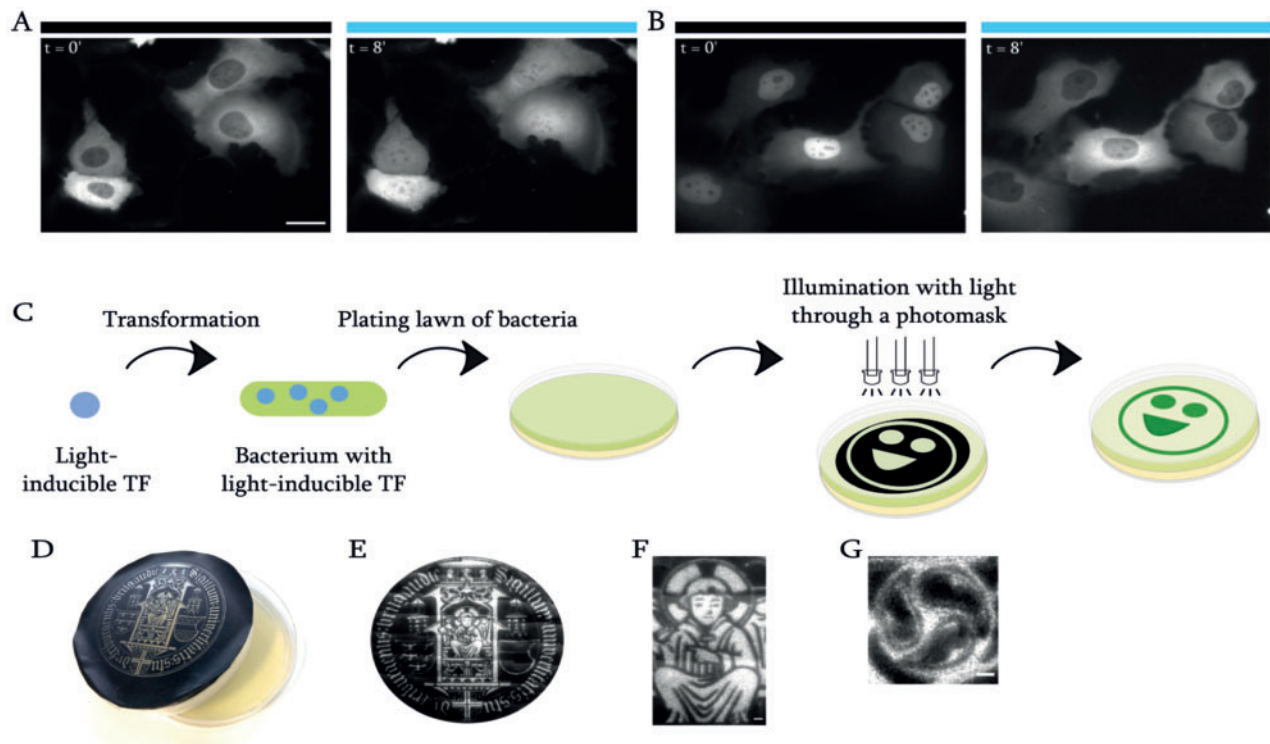 A
t = 0'
t = 8'
B
t = 0'
t = 8'
C
Transformation
Plating lawn of bacteria
Illumination with light
through a photomask
Light-
inducible TF
Bacterium with
light-inducible TF
D
E
F
G